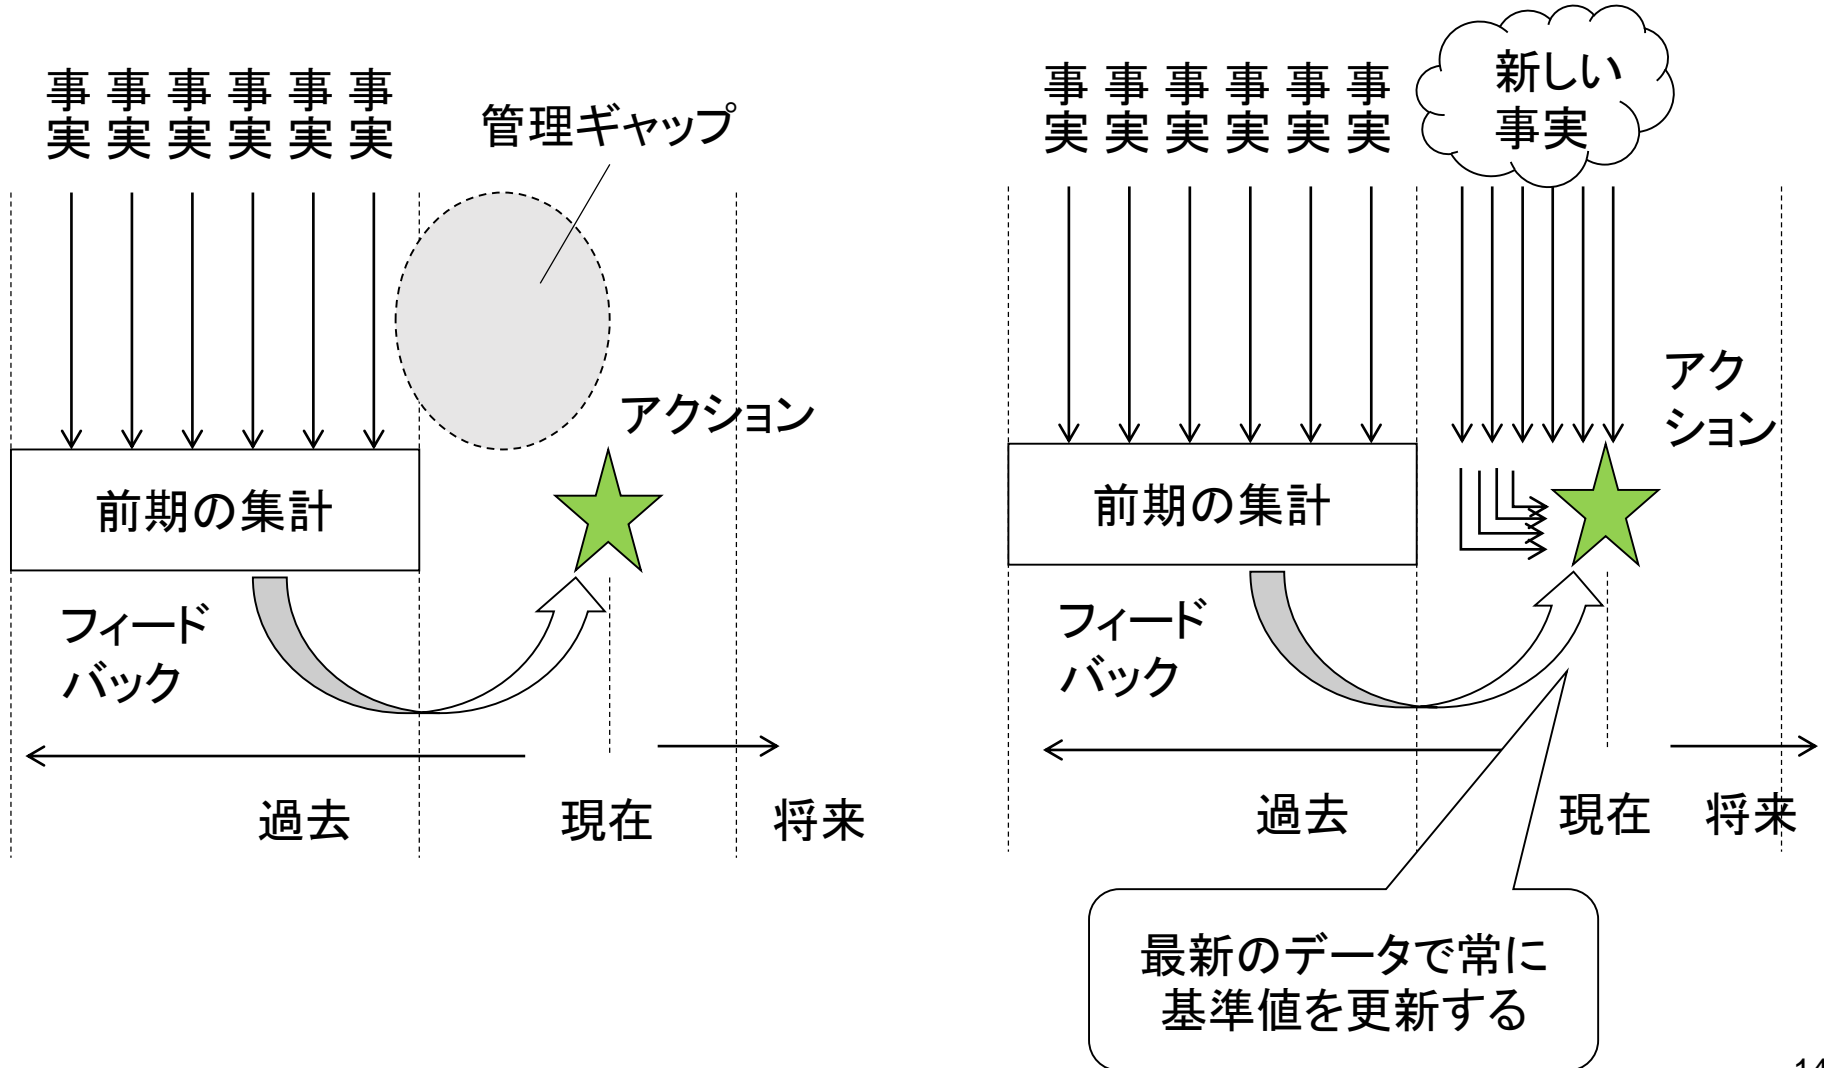 事 事 事 事 事 事
実 実 実 実 実 実
管理ギャップ
アクション
前期の集計
フィード
バック
過去
現在
将来
事 事 事 事 事 事
実 実 実 実 実 実
新しい
事実
アク
ション
前期の集計
フィード
バック
過去
現在
将来
最新のデータで常に
基準値を更新する
14